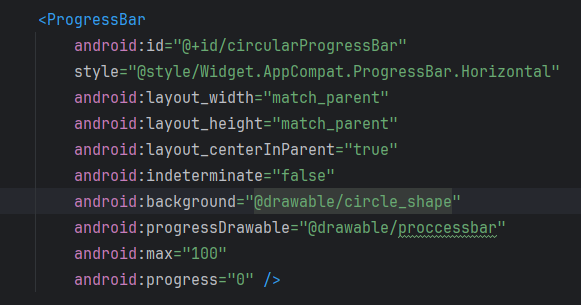 <ProgressBar
android:id="@+id/circularProgressBar"
style="@style/Widget.AppCompat.ProgressBar.Horizontal"
android:layout_width="match_parent"
android:layout_height="match_parent"
android:layout_centerInParent="true"
android:indeterminate="false"
android:background="@drawable/circle_shape"
android:progressDrawable="@drawable/proccessbar"
android:max="100"
android:progress="0" />